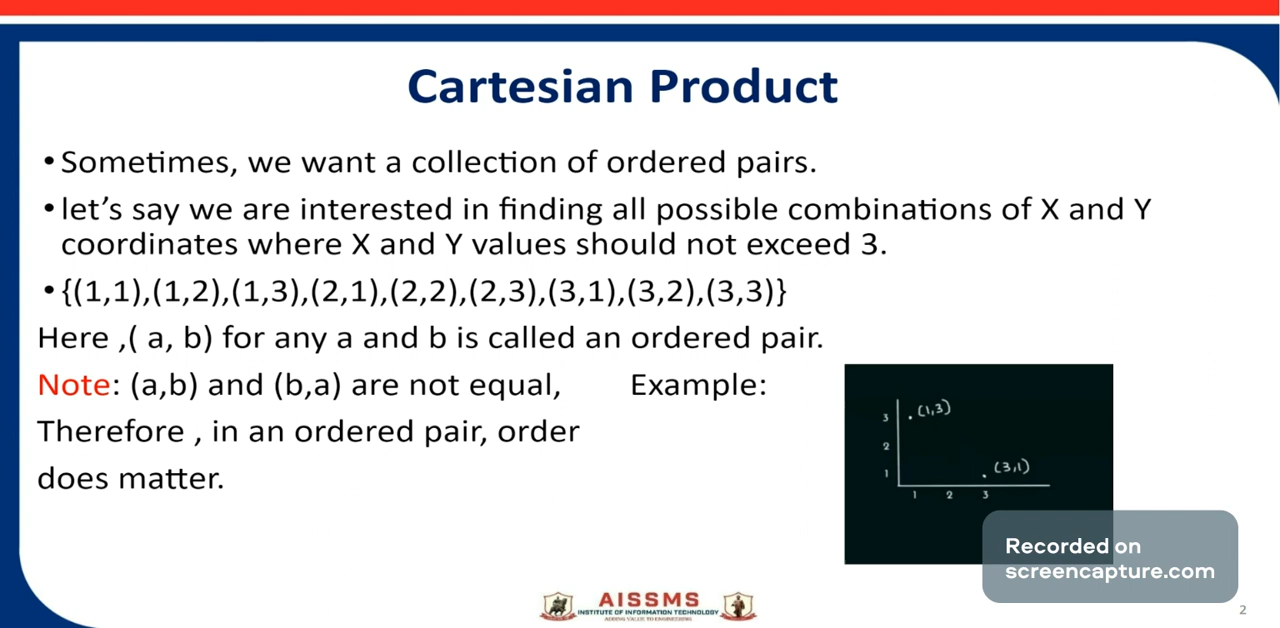 Cartesian Product
• Sometimes, we want a collection of ordered pairs.
• let's say we are interested in finding all possible combinations of X and Y
coordinates where X and Y values should not exceed 3.
• {(1,1),(1,2),(1,3),(2,1),(2,2),(2,3),(3,1),(3,2),(3,3)}
Here ,( a, b) for any a and b is called an ordered pair.
Note: (a,b) and (b,a) are not equal, Example:
Therefore , in an ordered pair, order
does matter.
3 .(1,3)
2
1 .(3,1)
1 2 3
Recorded on
screencapture.com
AISSMS
INSTITUTE OF INFORMATION TECHNOLOGY
ADDING VALUE TO ENGINEERING
2